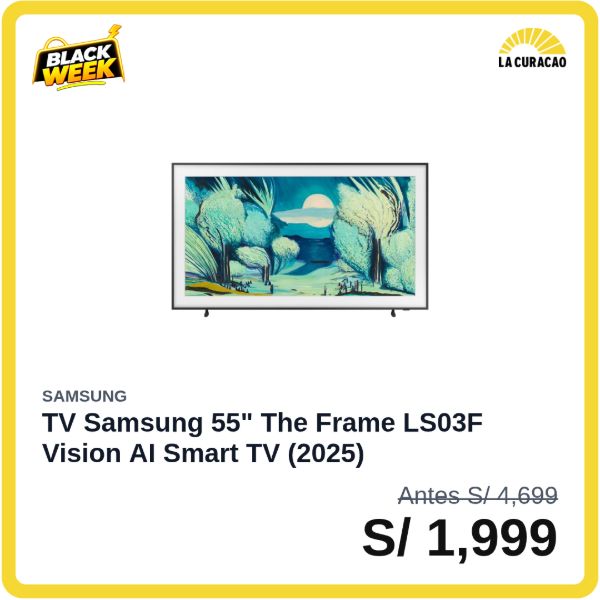 BLACK
WEEK
LA CURACAO
SAMSUNG
TV Samsung 55" The Frame LS03F
Vision AI Smart TV (2025)
Antes S/ 4,699
S/ 1,999